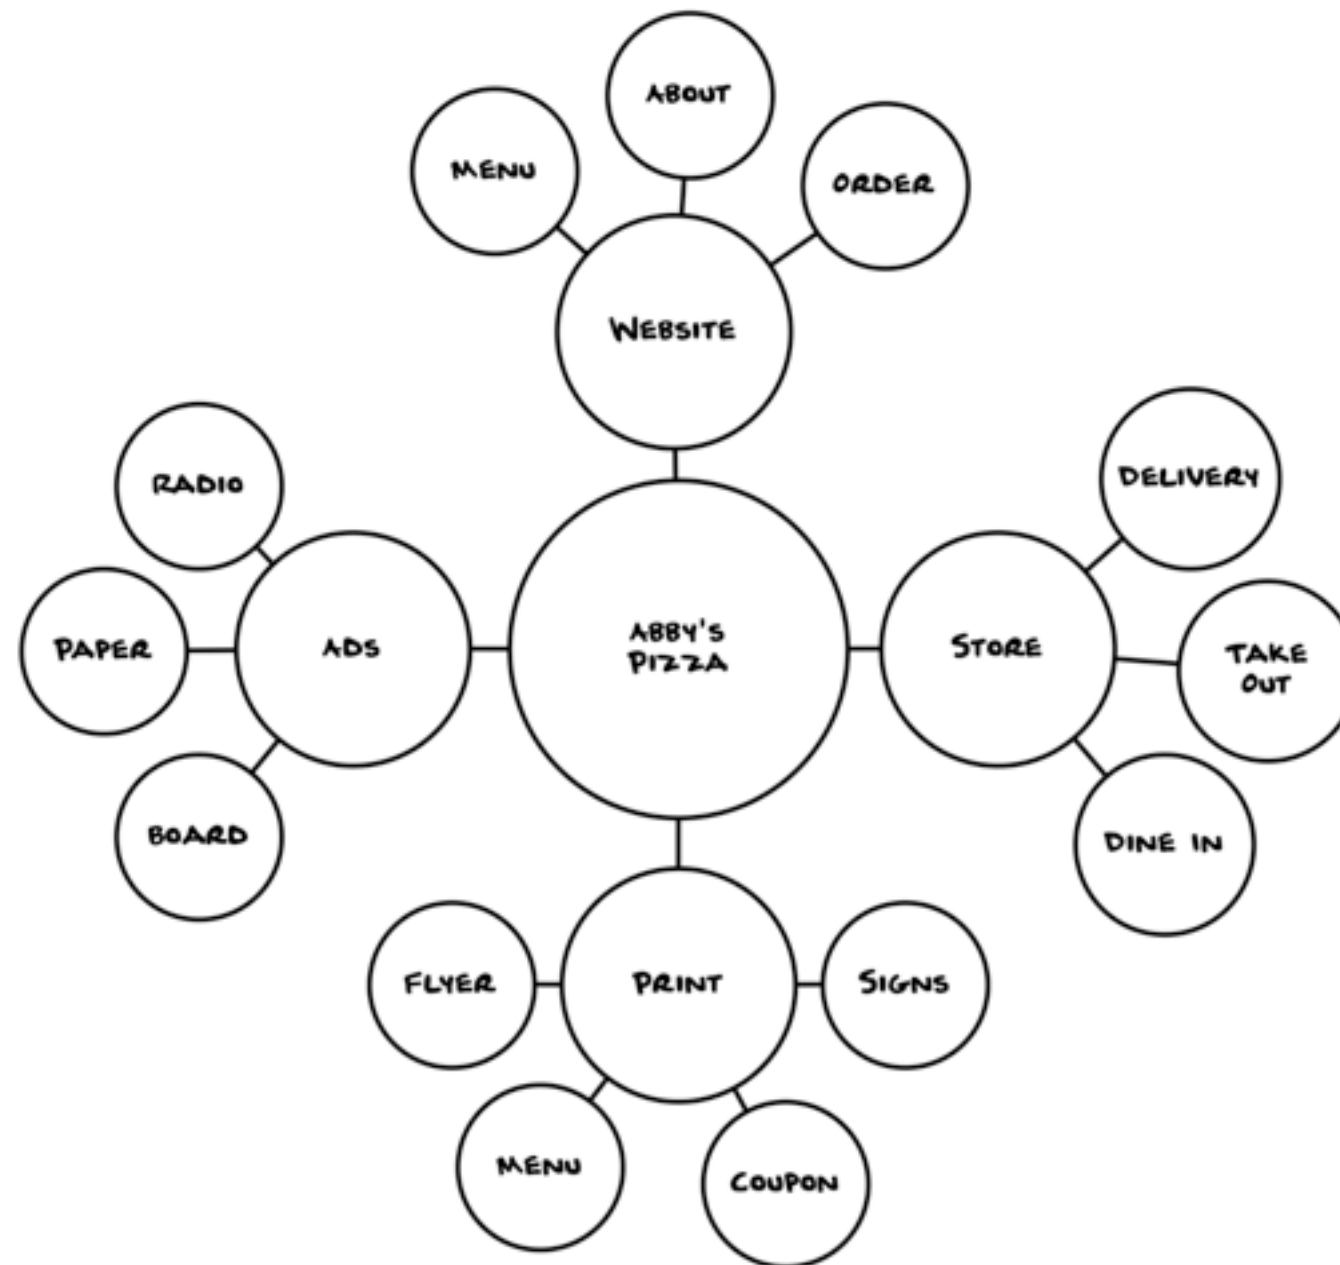 ABOUT
MENU
ORDER
WEBSITE
RADIO
DELIVERY
PAPER
ADS
ABBY'S
PIZZA
STORE
TAKE
OUT
BOARD
DINE IN
FLYER
PRINT
SIGNS
MENU
COUPON